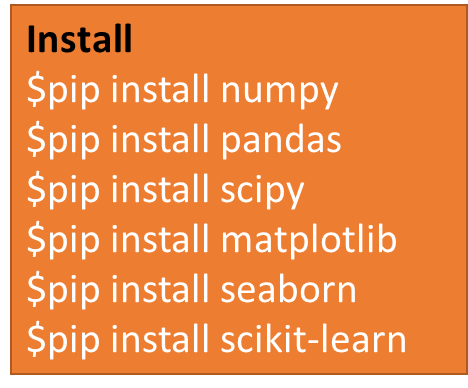 Install
$pip install numpy
$pip install pandas
$pip install scipy
$pip install matplotlib
$pip install seaborn
$pip install scikit-learn